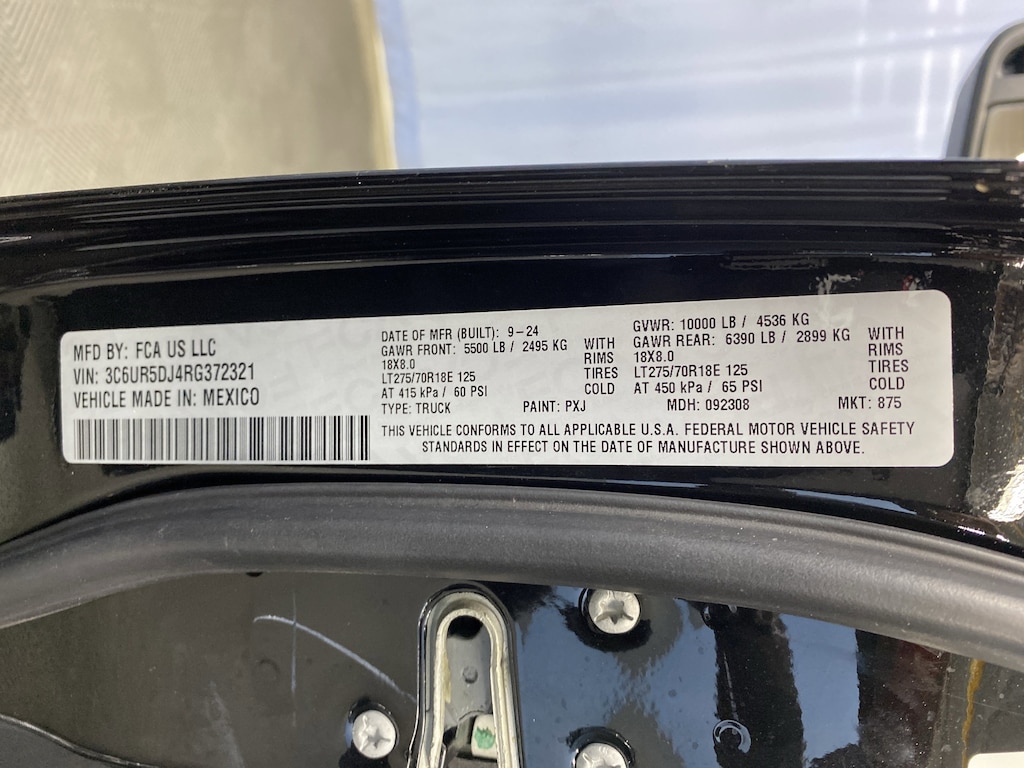 MFD BY: FCA US LLC
VIN: 3C6UR5DJ4RG372321
VEHICLE MADE IN: MEXICO
DATE OF MFR (BUILT): 9-24
GAWR FRONT: 5500 LB / 2495 KG WITH
18X8.0 RIMS
LT275/70R18E 125 TIRES
AT 415 kPa / 60 PSI COLD
GVWR: 10000 LB / 4536 KG
GAWR REAR: 6390 LB / 2899 KG WITH
18X8.0 RIMS
LT275/70R18E 125 TIRES
AT 450 kPa / 65 PSI COLD
TYPE: TRUCK PAINT: PXJ MDH: 092308 MKT: 875
THIS VEHICLE CONFORMS TO ALL APPLICABLE U.S.A. FEDERAL MOTOR VEHICLE SAFETY
STANDARDS IN EFFECT ON THE DATE OF MANUFACTURE SHOWN ABOVE.